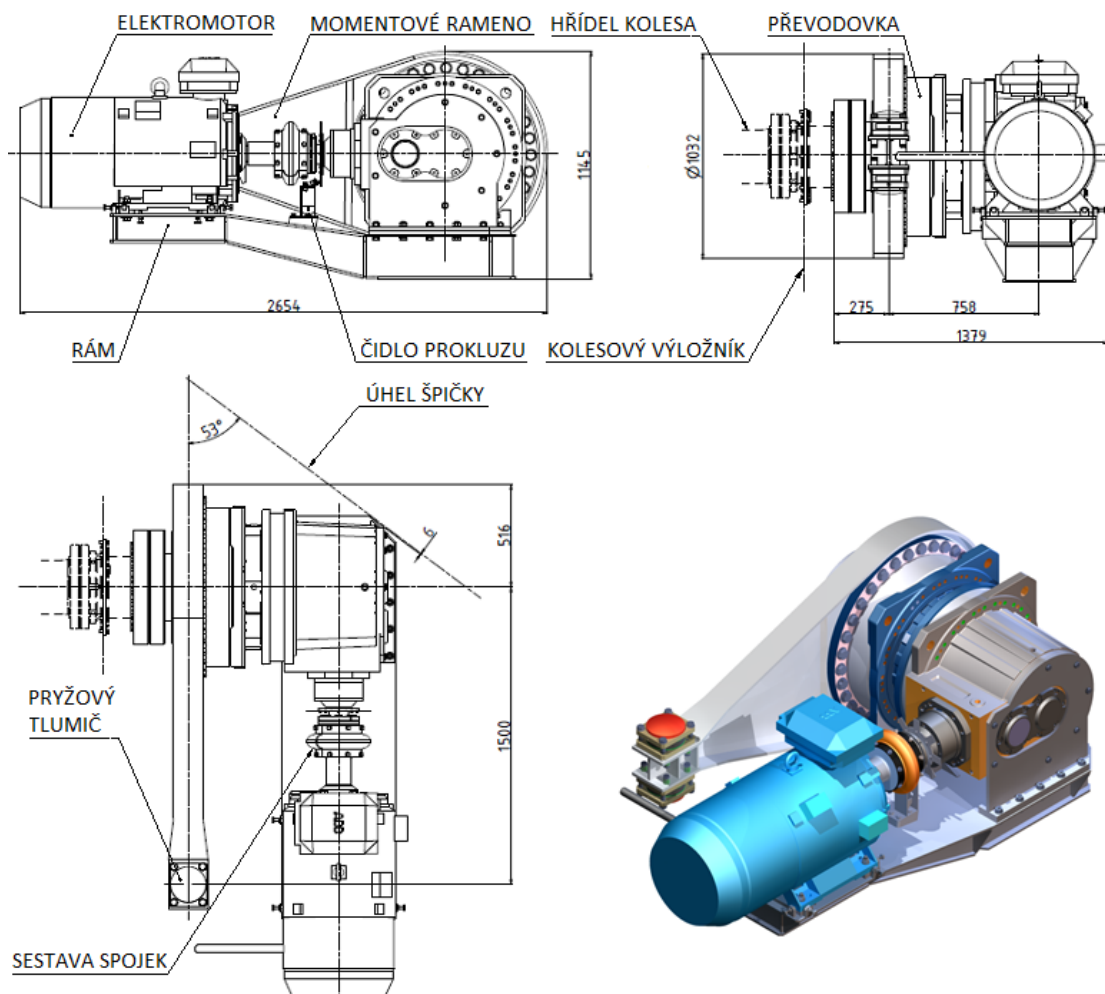 ELEKTROMOTOR
MOMENTOVÉ RAMENO
HŘÍDEL KOLESA
PŘEVODOVKA
1145
Ø1032
2654
275
758
1379
RÁM
ČIDLO PROKLUZU
KOLESOVÝ VÝLOŽNÍK
ÚHEL ŠPIČKY
53°
6
516
PRYŽOVÝ
TLUMIČ
1500
SESTAVA SPOJEK